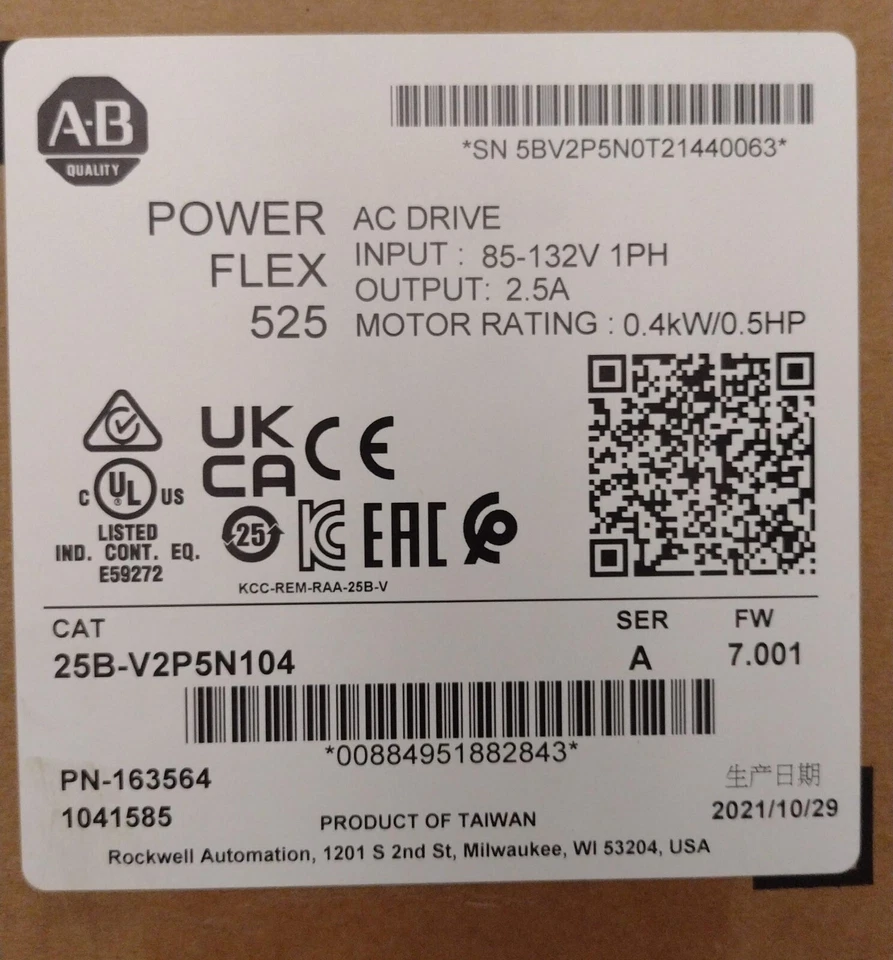 A-B
QUALITY
*SN 5BV2P5N0T21440063*
POWER
FLEX
525
AC DRIVE
INPUT : 85-132V 1PH
OUTPUT: 2.5A
MOTOR RATING : 0.4kW/0.5HP
UK
CA
CE
C UL US
®
LISTED
IND. CONT. EQ.
E59272
25
KC
EAC
KCC-REM-RAA-25B-V
CAT
25B-V2P5N104
SER
A
FW
7.001
*00884951882843*
PN-163564
1041585
PRODUCT OF TAIWAN
生产日期
2021/10/29
Rockwell Automation, 1201 S 2nd St, Milwaukee, WI 53204, USA